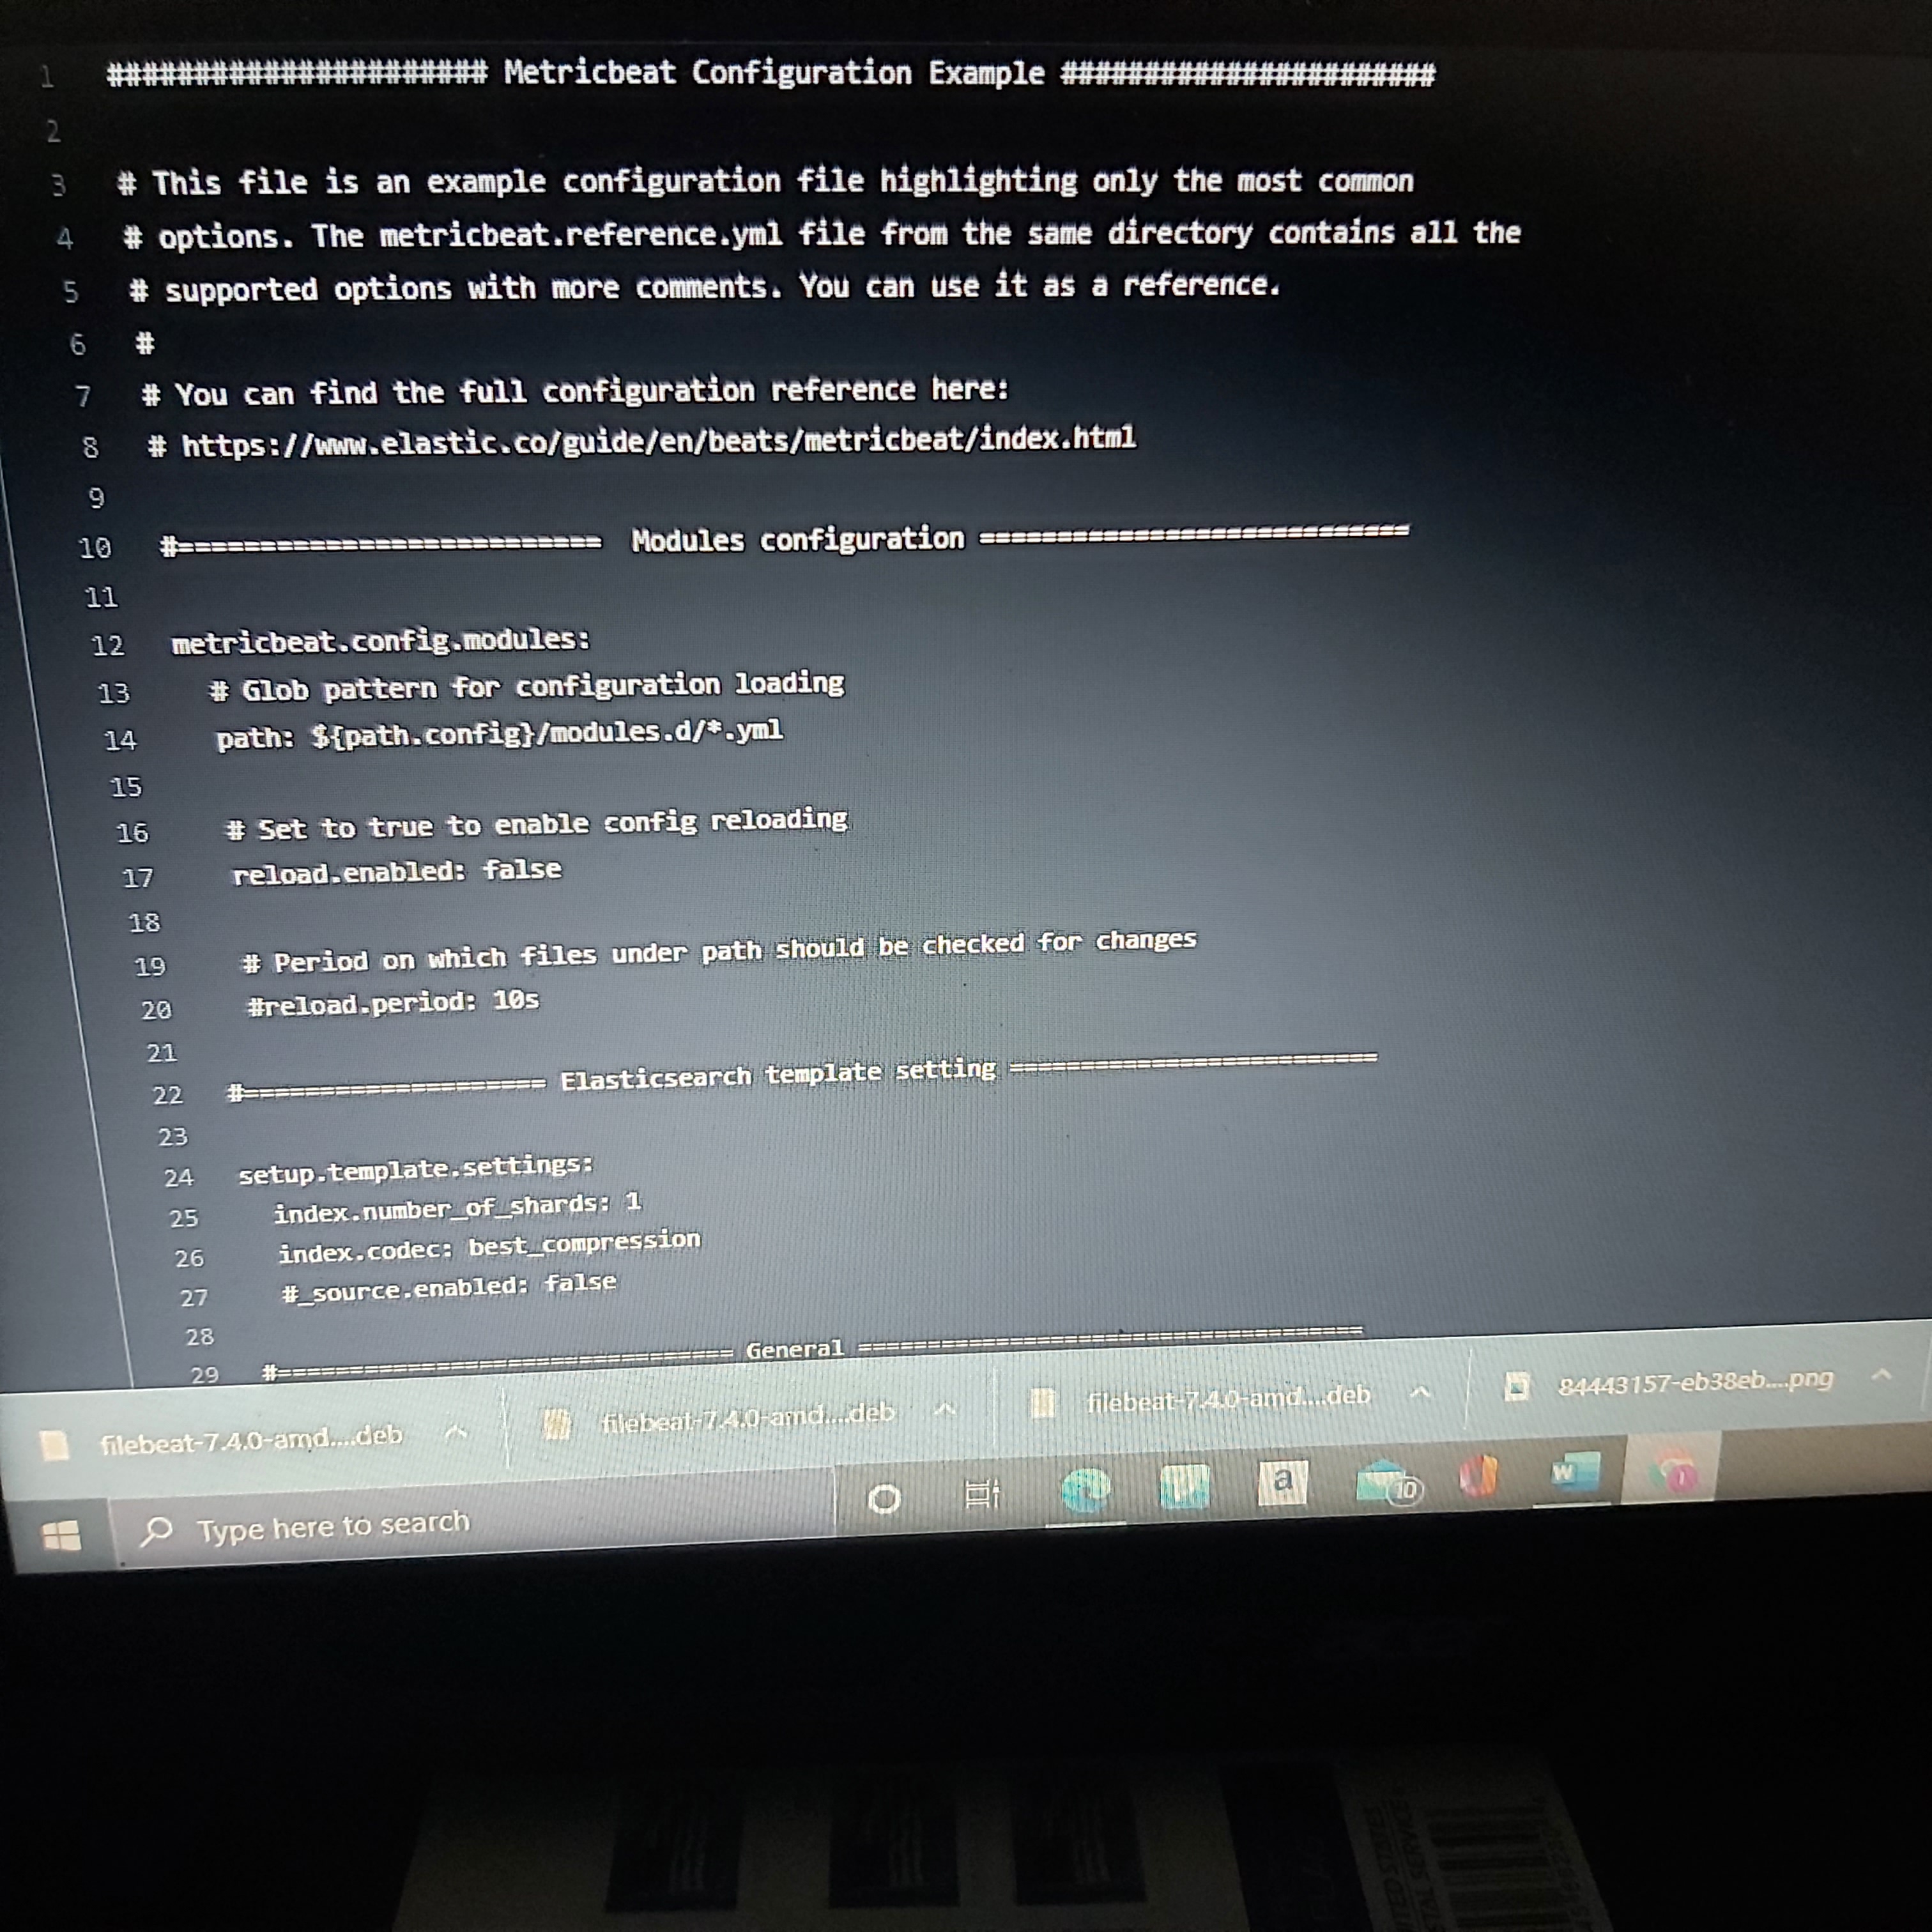 1 ###################### Metricbeat Configuration Example ######################
2
3 # This file is an example configuration file highlighting only the most common
4 # options. The metricbeat.reference.yml file from the same directory contains all the
5 # supported options with more comments. You can use it as a reference.
6 #
7 # You can find the full configuration reference here:
8 # https://www.elastic.co/guide/en/beats/metricbeat/index.html
9
10 #==========================  Modules configuration ============================
11
12 metricbeat.config.modules:
13   # Glob pattern for configuration loading
14   path: ${path.config}/modules.d/*.yml
15
16   # Set to true to enable config reloading
17   reload.enabled: false
18
19   # Period on which files under path should be checked for changes
20   #reload.period: 10s
21
22 #==================== Elasticsearch template setting ==========================
23
24 setup.template.settings:
25   index.number_of_shards: 1
26   index.codec: best_compression
27   #_source.enabled: false
28
29 #================================ General =====================================
filebeat-7.4.0-amd....deb filebeat-7.4.0-amd....deb filebeat-7.4.0-amd....deb 84443157-eb38eb....png
Type here to search a 10 W